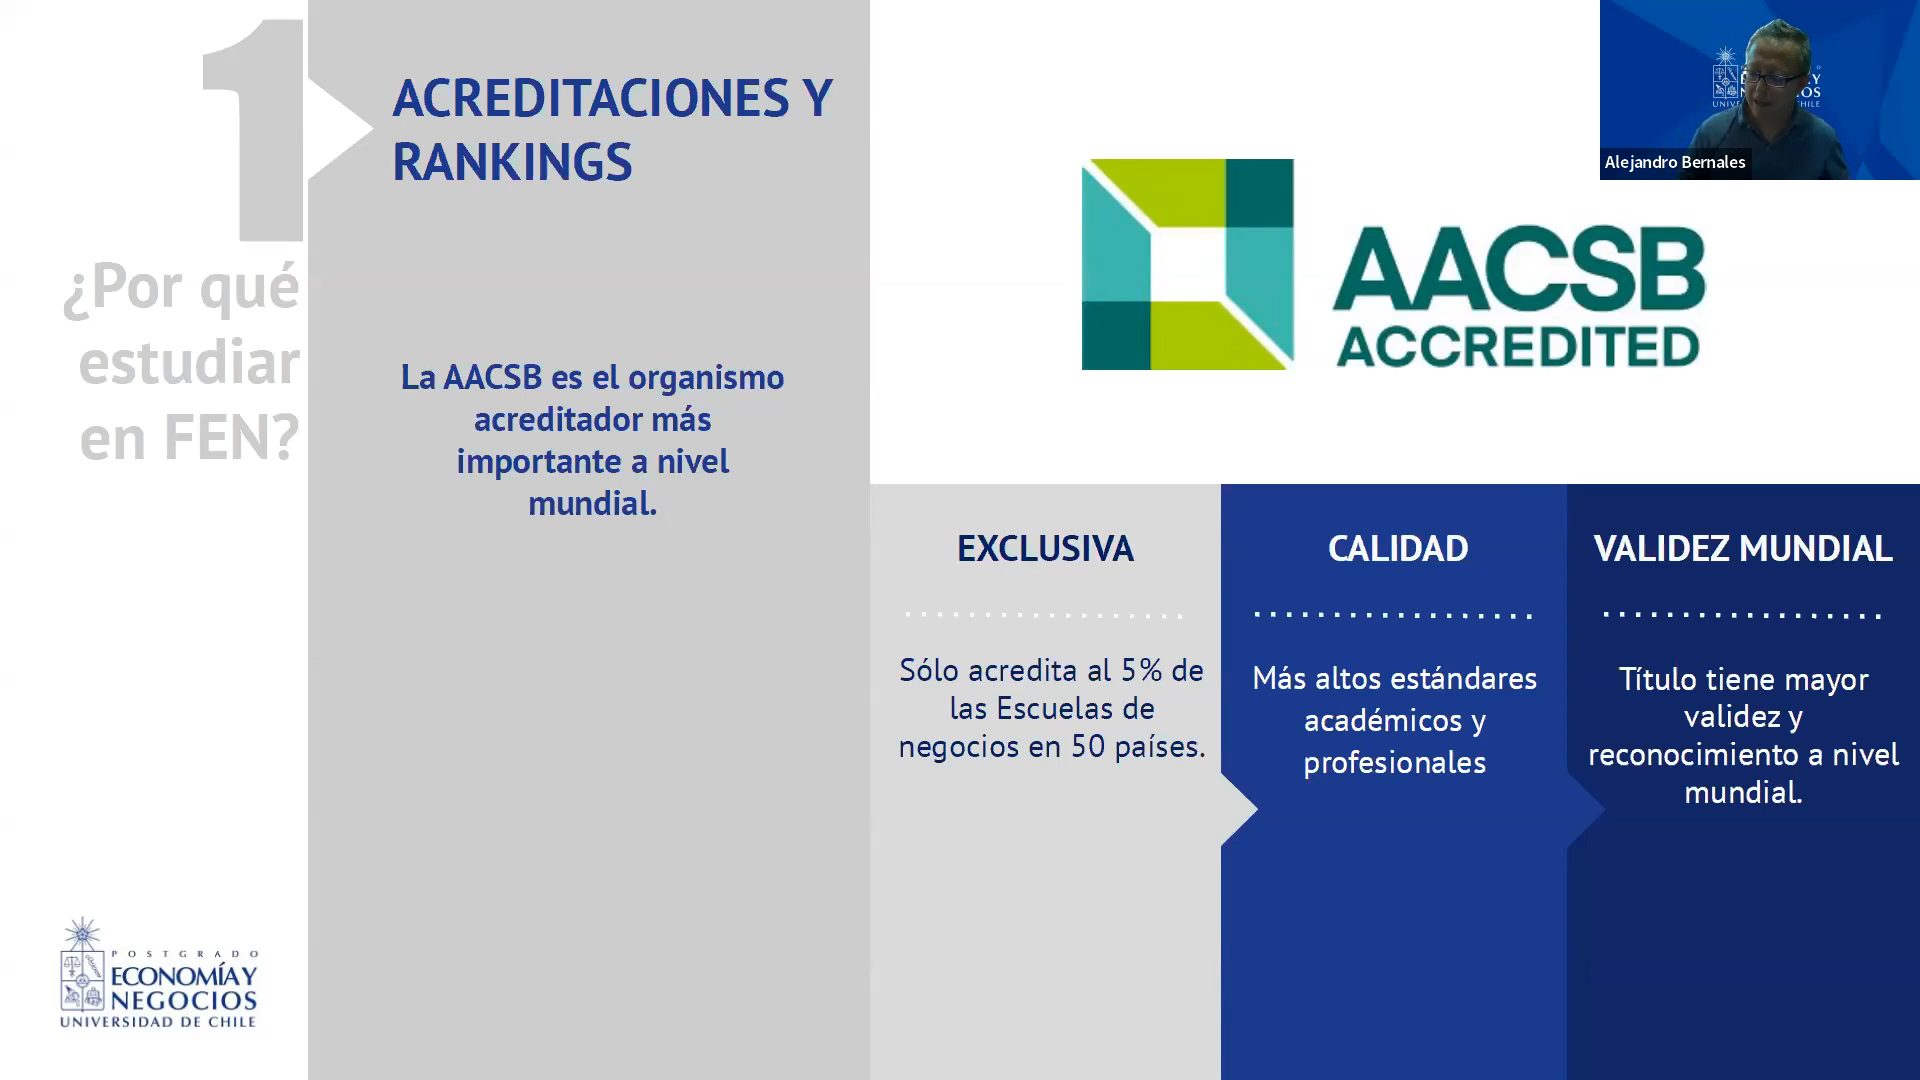 1
¿Por qué
estudiar
en FEN?
ACREDITACIONES Y
RANKINGS
La AACSB es el organismo
acreditador más
importante a nivel
mundial.
AACSB
ACCREDITED
Alejandro Bernales
EXCLUSIVA
Sólo acredita al 5% de
las Escuelas de
negocios en 50 países.
CALIDAD
Más altos estándares
académicos y
profesionales
VALIDEZ MUNDIAL
Título tiene mayor
validez y
reconocimiento a nivel
mundial.
POSTGRADO
ECONOMÍA Y
NEGOCIOS
UNIVERSIDAD DE CHILE